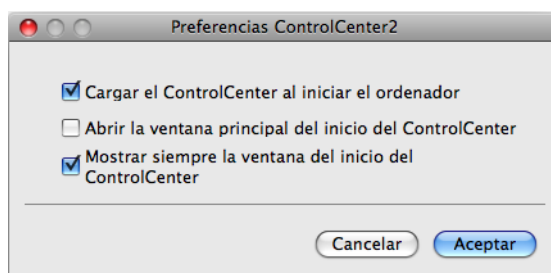 Preferencias ControlCenter2
Cargar el ControlCenter al iniciar el ordenador
Abrir la ventana principal del inicio del ControlCenter
Mostrar siempre la ventana del inicio del
ControlCenter
Cancelar
Aceptar